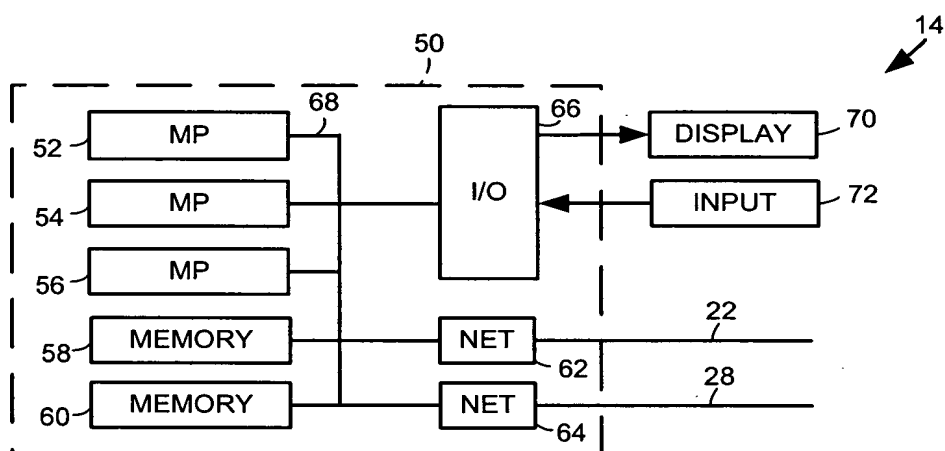 14
50
68
66
52 MP DISPLAY 70
54 MP I/O INPUT 72
56 MP
58 MEMORY NET 62 22
60 MEMORY NET 64 28